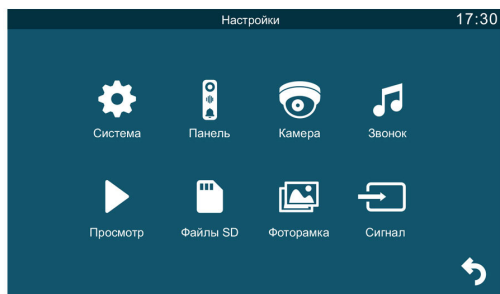 Настройки 17:30
Система Панель Камера Звонок
Просмотр Файлы SD Фоторамка Сигнал